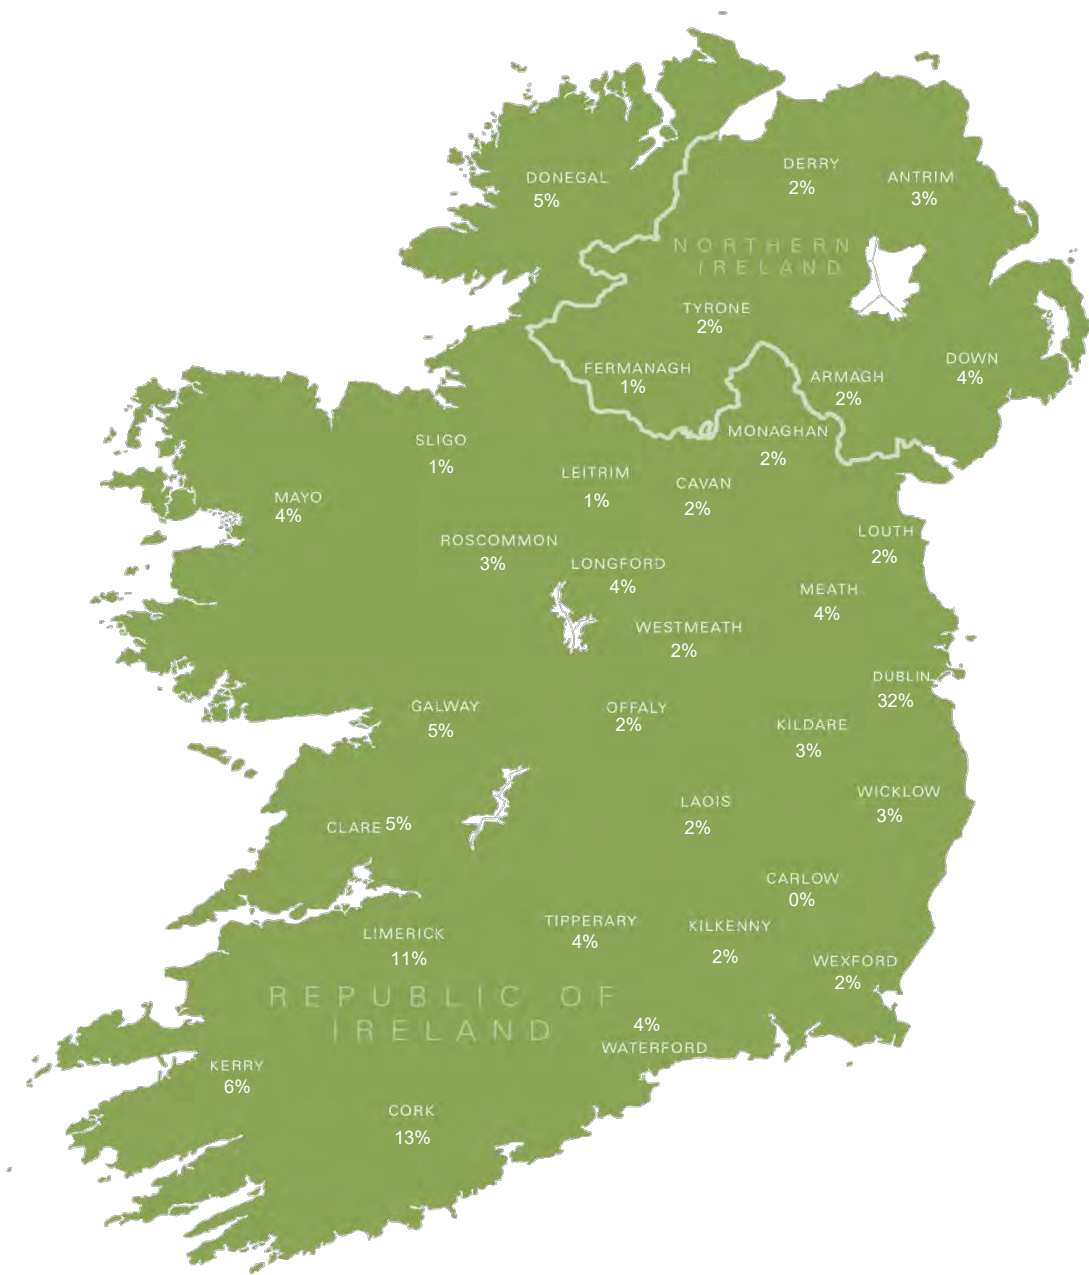 DERRY
2%
DONEGAL
5%
ANTRIM
3%
NORTHERN
IRELAND
TYRONE
2%
FERMANAGH
1%
ARMAGH
2%
DOWN
4%
MONAGHAN
2%
SLIGO
1%
LEITRIM
1%
CAVAN
2%
MAYO
4%
LOUTH
2%
ROSCOMMON
3%
LONGFORD
4%
MEATH
4%
WESTMEATH
2%
DUBLIN
32%
GALWAY
5%
OFFALY
2%
KILDARE
3%
WICKLOW
3%
LAOIS
2%
CLARE 5%
CARLOW
0%
LIMERICK
11%
TIPPERARY
4%
KILKENNY
2%
WEXFORD
2%
REPUBLIC OF
IRELAND
4%
WATERFORD
KERRY
6%
CORK
13%